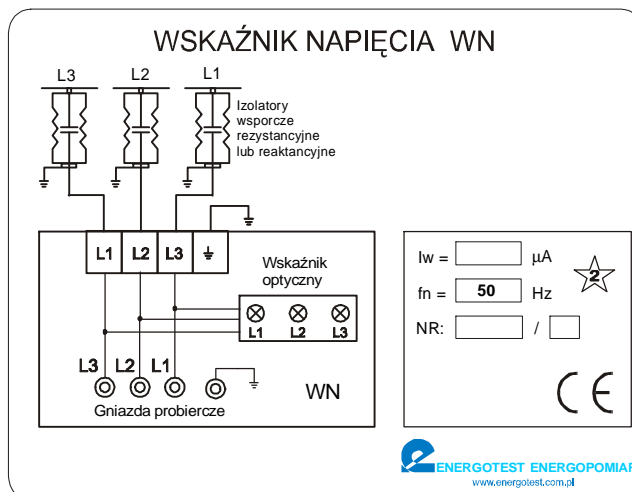 WSKAŹNIK NAPIĘCIA WN
L3 L2 L1
Izolatory
wsporcze
rezystancyjne
lub reaktancyjne
L1 L2 L3
Wskaźnik
optyczny
L1 L2 L3
L3 L2 L1
Gniazda probiercze
WN
Iw = µA
2
fn = 50 Hz
NR: /
CE
ENERGOTEST ENERGOPOMIAR
www.energotest.com.pl